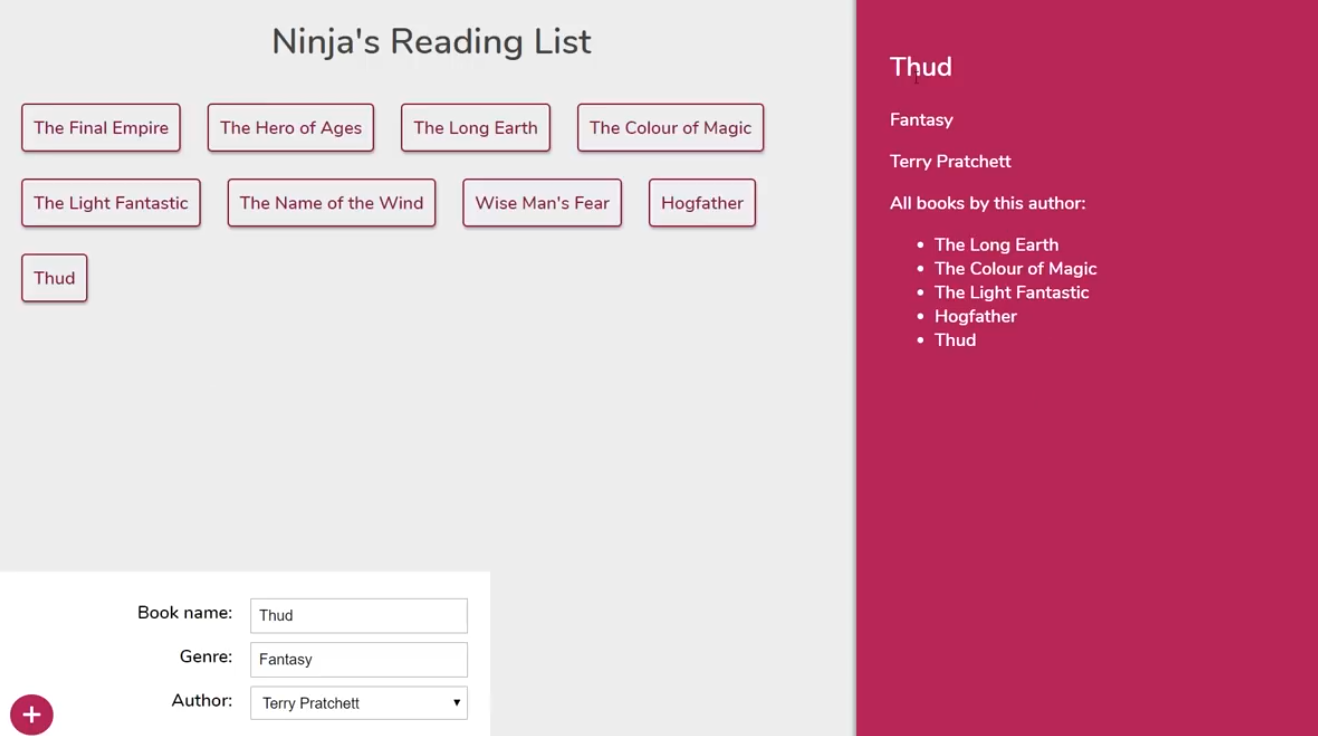 Ninja's Reading List
The Final Empire
The Hero of Ages
The Long Earth
The Colour of Magic
The Light Fantastic
The Name of the Wind
Wise Man's Fear
Hogfather
Thud
Book name: Thud
Genre: Fantasy
Author: Terry Pratchett
+
Thud
Fantasy
Terry Pratchett
All books by this author:
• The Long Earth
• The Colour of Magic
• The Light Fantastic
• Hogfather
• Thud